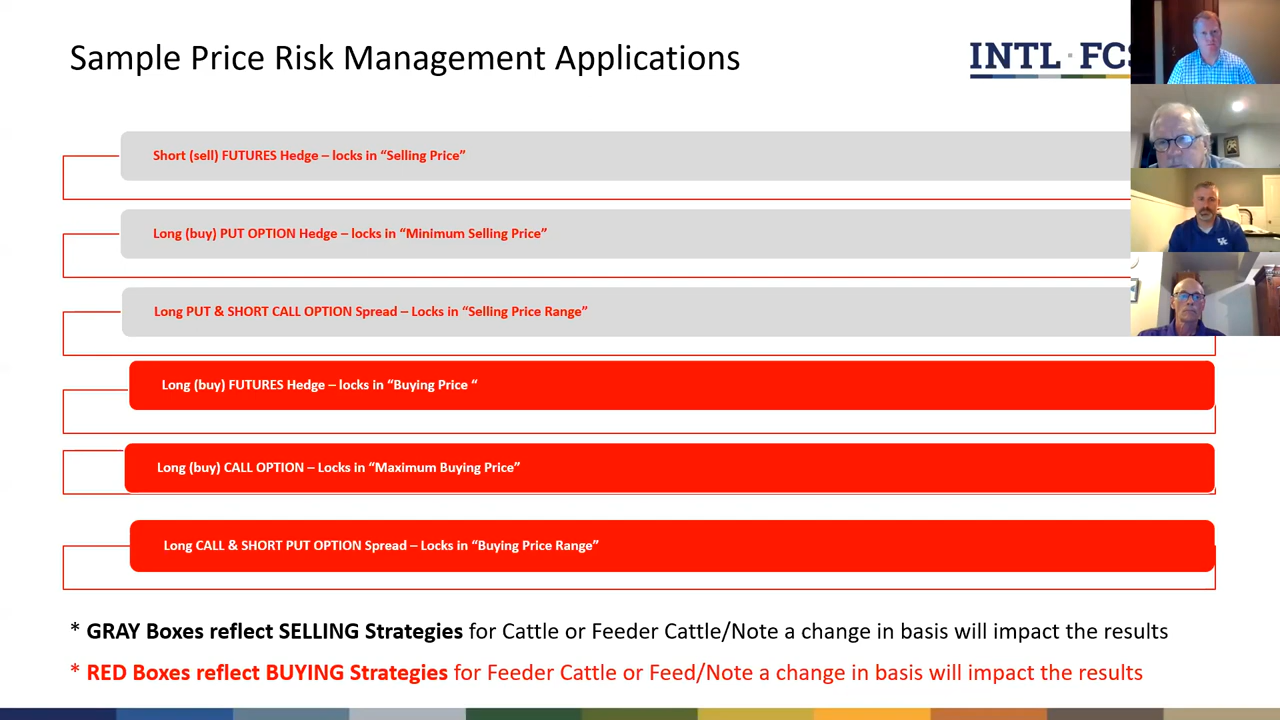 Sample Price Risk Management Applications
INTL FCS
Short (sell) FUTURES Hedge – locks in “Selling Price”
Long (buy) PUT OPTION Hedge – locks in “Minimum Selling Price”
Long PUT & SHORT CALL OPTION Spread – Locks in “Selling Price Range”
Long (buy) FUTURES Hedge – locks in “Buying Price “
Long (buy) CALL OPTION – Locks in “Maximum Buying Price”
Long CALL & SHORT PUT OPTION Spread – Locks in “Buying Price Range”
* GRAY Boxes reflect SELLING Strategies for Cattle or Feeder Cattle/Note a change in basis will impact the results
* RED Boxes reflect BUYING Strategies for Feeder Cattle or Feed/Note a change in basis will impact the results